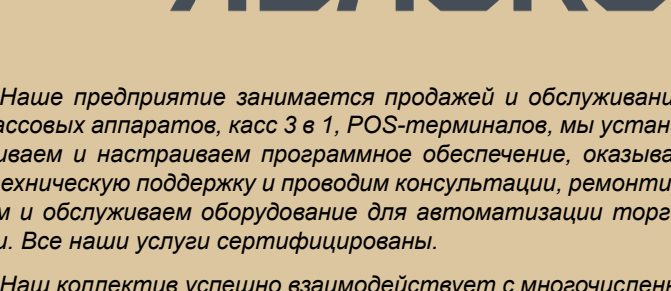 Наше предприятие занимается продажей и обслуживани
ассовых аппаратов, касс 3 в 1, POS-терминалов, мы устан
иваем и настраиваем программное обеспечение, оказыва
ехническую поддержку и проводим консультации, ремонти
м и обслуживаем оборудование для автоматизации торг
и. Все наши услуги сертифицированы.
Наш коллектив успешно взаимодействует с многочислен